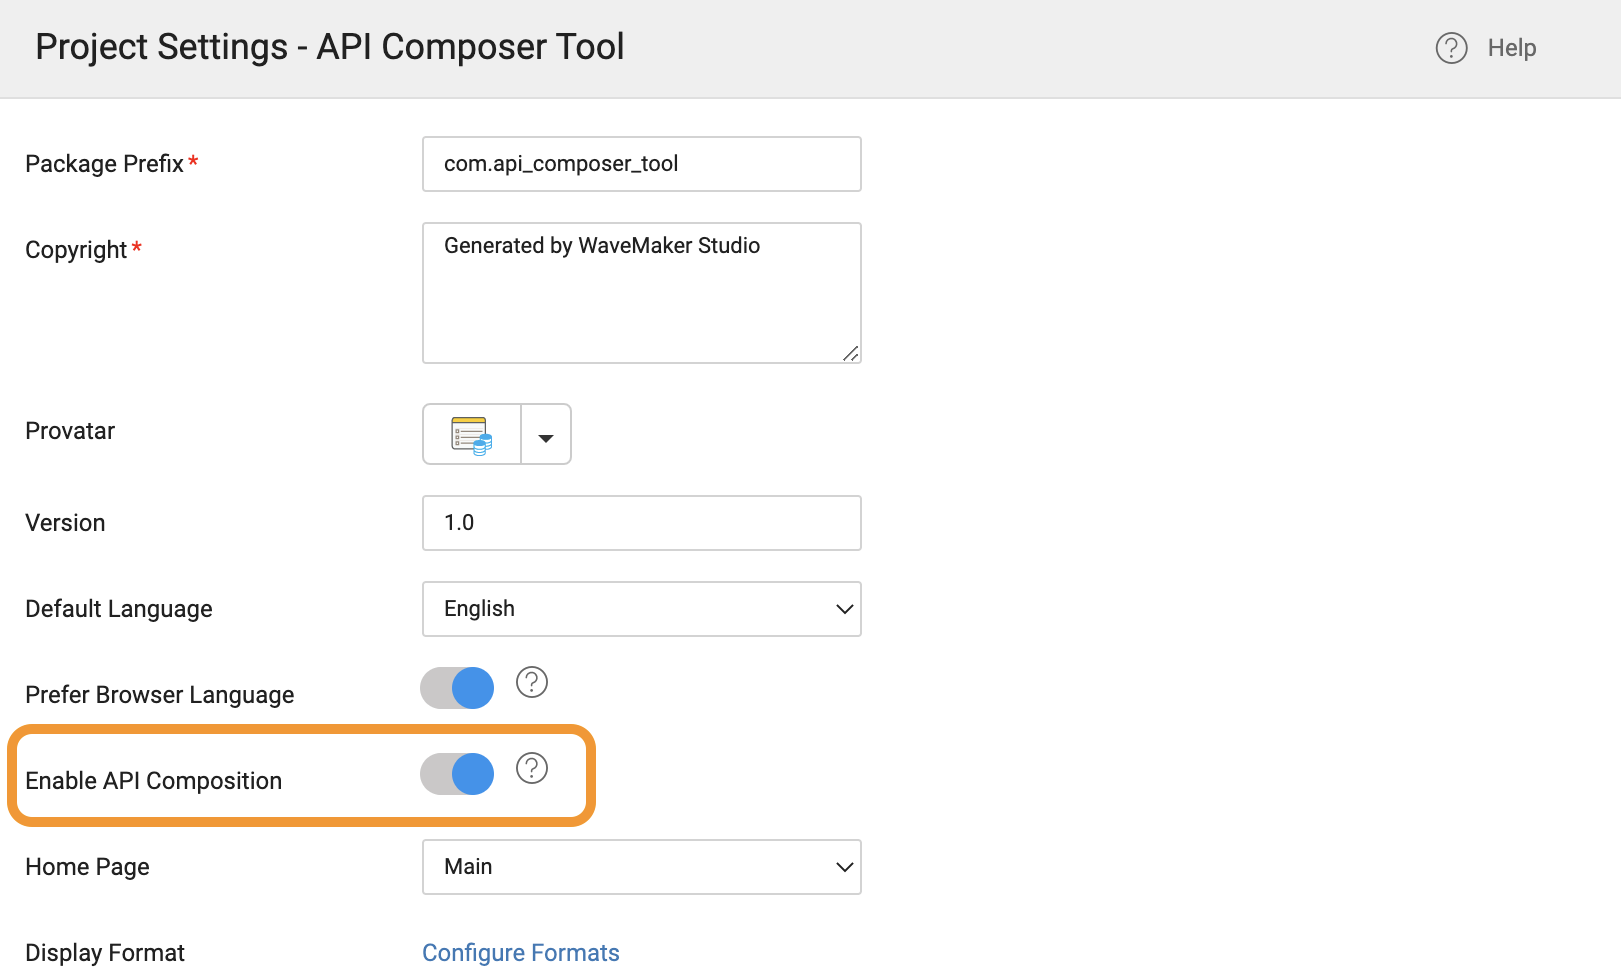 Project Settings - API Composer Tool
Help
Package Prefix*
com.api_composer_tool
Copyright*
Generated by WaveMaker Studio
Provatar
Version
1.0
Default Language
English
Prefer Browser Language
?
Enable API Composition
?
Home Page
Main
Display Format
Configure Formats